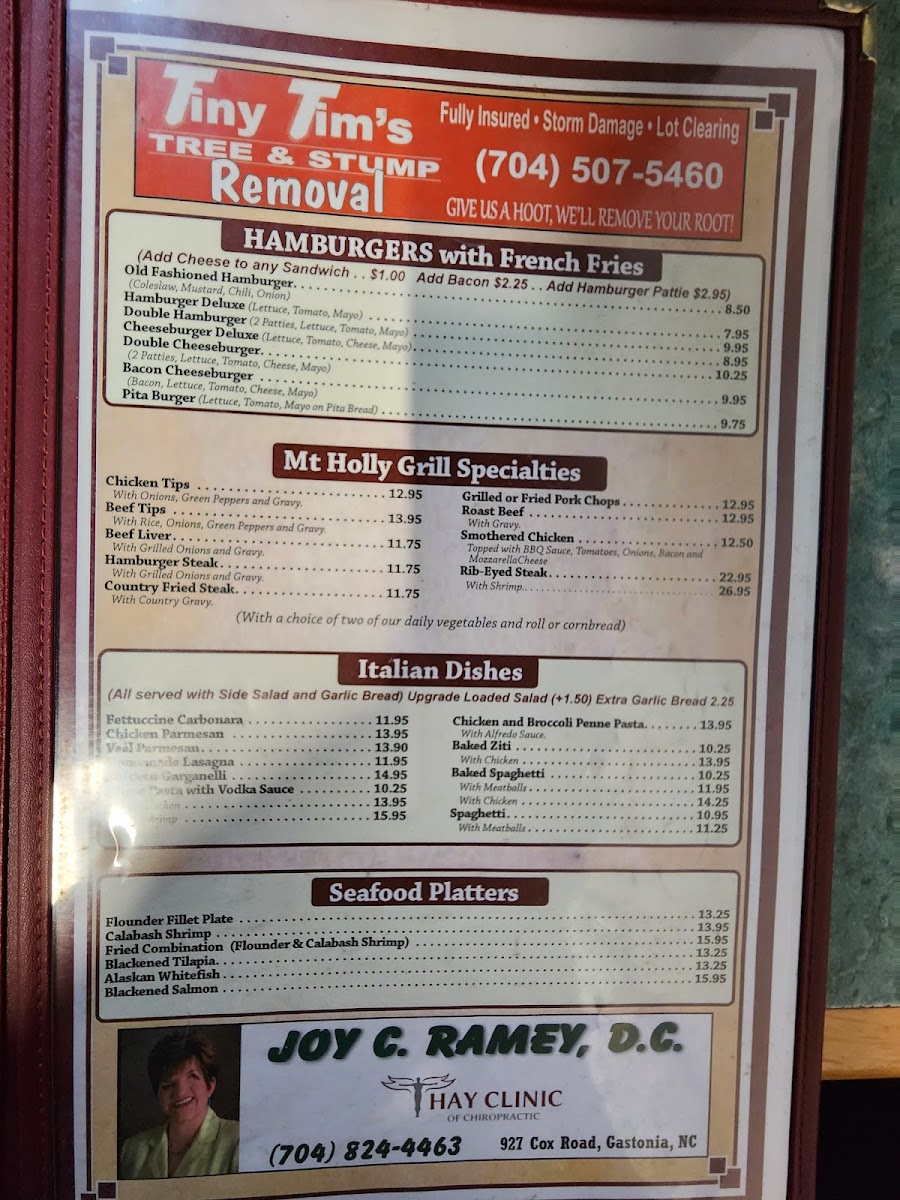 Tiny Tim's
TREE & STUMP
Removal
Fully Insured • Storm Damage • Lot Clearing
(704) 507-5460
GIVE US A HOOT, WE'LL REMOVE YOUR ROOT!
HAMBURGERS with French Fries
(Add Cheese to any Sandwich . . $1.00 Add Bacon $2.25 . . Add Hamburger Pattie $2.95)
Old Fashioned Hamburger. 8.50
(Coleslaw, Mustard, Chili, Onion)
Hamburger Deluxe (Lettuce, Tomato, Mayo) 7.95
Double Hamburger (2 Patties, Lettuce, Tomato, Mayo) 9.95
Cheeseburger Deluxe (Lettuce, Tomato, Cheese, Mayo) 8.95
Double Cheeseburger. 10.25
(2 Patties, Lettuce, Tomato, Cheese, Mayo)
Bacon Cheeseburger 9.95
(Bacon, Lettuce, Tomato, Cheese, Mayo)
Pita Burger (Lettuce, Tomato, Mayo on Pita Bread) 9.75
Mt Holly Grill Specialties
Chicken Tips 12.95
With Onions, Green Peppers and Gravy.
Beef Tips 13.95
With Rice, Onions, Green Peppers and Gravy.
Beef Liver. 11.75
With Grilled Onions and Gravy.
Hamburger Steak. 11.75
With Grilled Onions and Gravy.
Country Fried Steak. 11.75
With Country Gravy.
Grilled or Fried Pork Chops 12.95
Roast Beef 12.95
With Gravy.
Smothered Chicken 12.50
Topped with BBQ Sauce, Tomatoes, Onions, Bacon and
MozzarellaCheese
Rib-Eyed Steak. 22.95
With Shrimp. 26.95
(With a choice of two of our daily vegetables and roll or cornbread)
Italian Dishes
(All served with Side Salad and Garlic Bread) Upgrade Loaded Salad (+1.50) Extra Garlic Bread 2.25
Fettuccine Carbonara 11.95
Chicken Parmesan 13.95
Veal Parmesan. 13.90
Lasagna 11.95
Garganelli 14.95
Pasta with Vodka Sauce 10.25
Chicken 13.95
Shrimp 15.95
Chicken and Broccoli Penne Pasta. 13.95
With Alfredo Sauce.
Baked Ziti 10.25
With Chicken 13.95
Baked Spaghetti 10.25
With Meatballs 11.95
With Chicken 14.25
Spaghetti. 10.95
With Meatballs 11.25
Seafood Platters
Flounder Fillet Plate 13.25
Calabash Shrimp 13.95
Fried Combination (Flounder & Calabash Shrimp) 15.95
Blackened Tilapia. 13.25
Alaskan Whitefish 13.25
Blackened Salmon 15.95
JOY C. RAMEY, D.C.
THAY CLINIC
OF CHIROPRACTIC
(704) 824-4463
927 Cox Road, Gastonia, NC